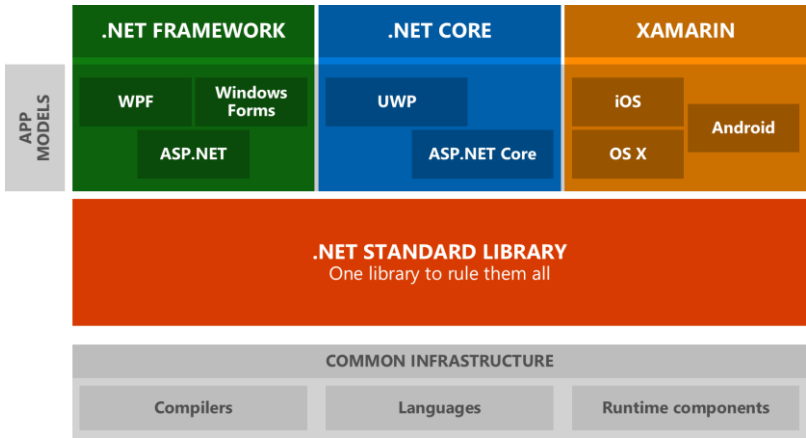 .NET FRAMEWORK
.NET CORE
XAMARIN
APP
MODELS
WPF
Windows
Forms
ASP.NET
UWP
ASP.NET Core
iOS
Android
OS X
.NET STANDARD LIBRARY
One library to rule them all
COMMON INFRASTRUCTURE
Compilers
Languages
Runtime components